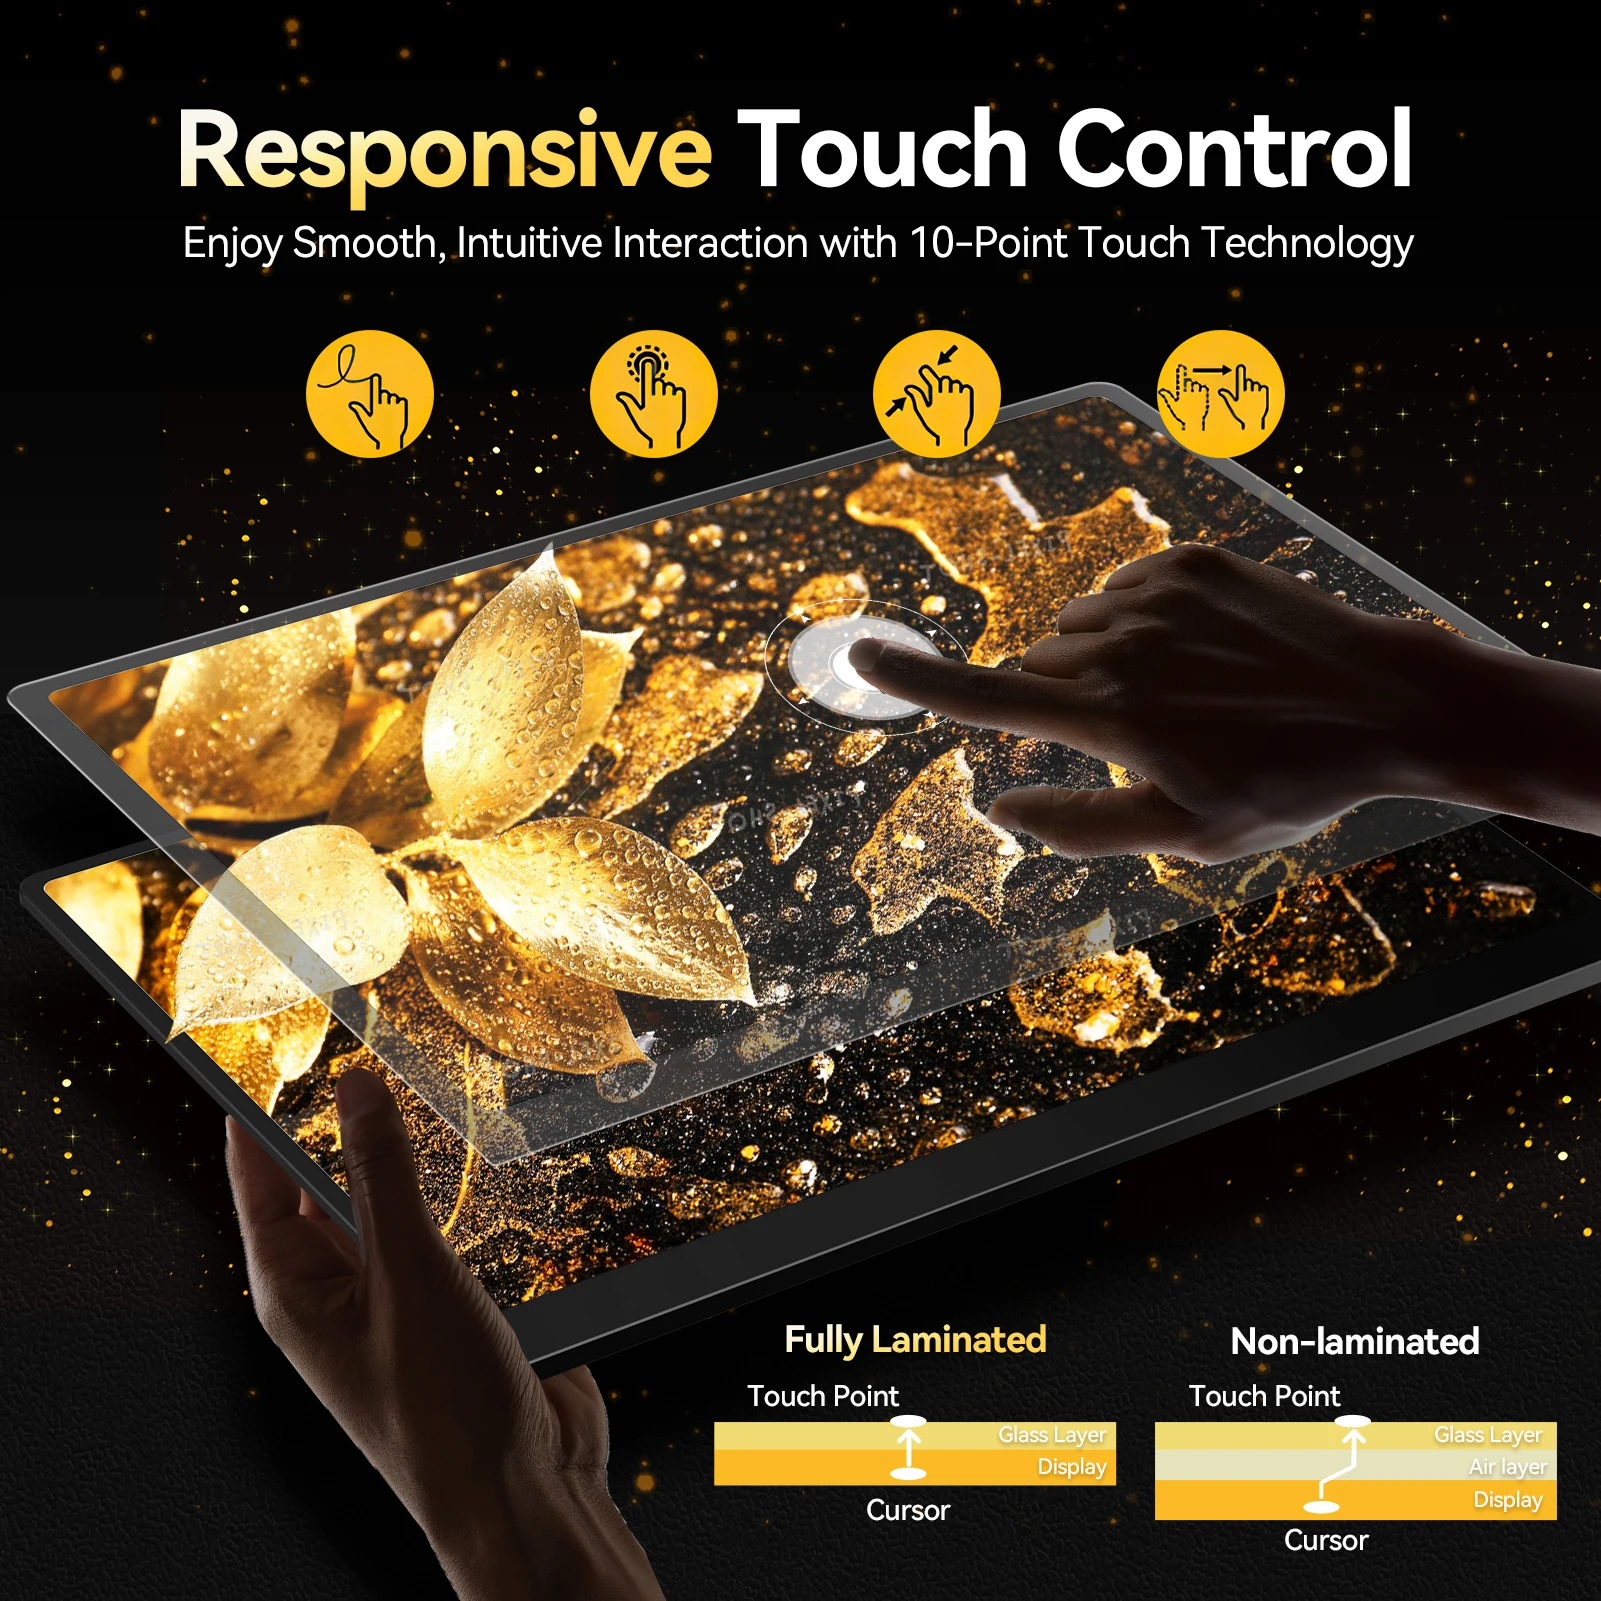 Responsive Touch Control
Enjoy Smooth, Intuitive Interaction with 10-Point Touch Technology
Fully Laminated
Touch Point
Glass Layer
Display
Cursor
Non-laminated
Touch Point
Glass Layer
Air layer
Display
Cursor